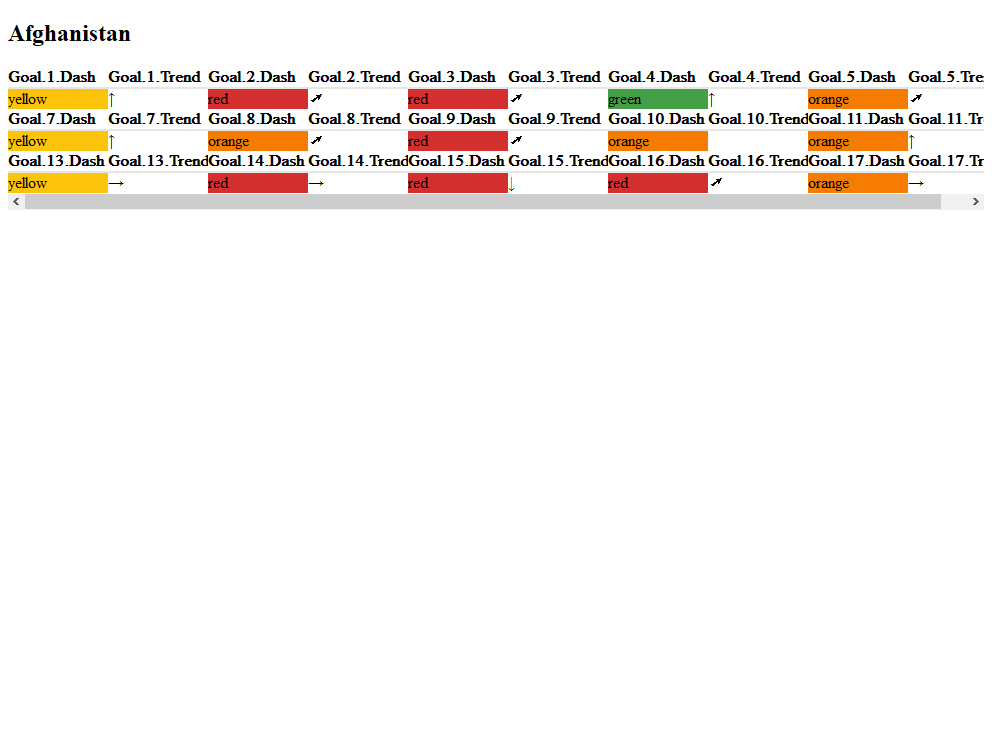 Afghanistan
Goal.1.Dash Goal.1.Trend Goal.2.Dash Goal.2.Trend Goal.3.Dash Goal.3.Trend Goal.4.Dash Goal.4.Trend Goal.5.Dash Goal.5.Tre
yellow ↑ red ➚ red ➚ green ↑ orange ➚
Goal.7.Dash Goal.7.Trend Goal.8.Dash Goal.8.Trend Goal.9.Dash Goal.9.Trend Goal.10.Dash Goal.10.Trend Goal.11.Dash Goal.11.Tr
yellow ↑ orange ➚ red ➚ orange orange ↑
Goal.13.Dash Goal.13.Trend Goal.14.Dash Goal.14.Trend Goal.15.Dash Goal.15.Trend Goal.16.Dash Goal.16.Trend Goal.17.Dash Goal.17.Tr
yellow → red → red ↓ red ➚ orange →